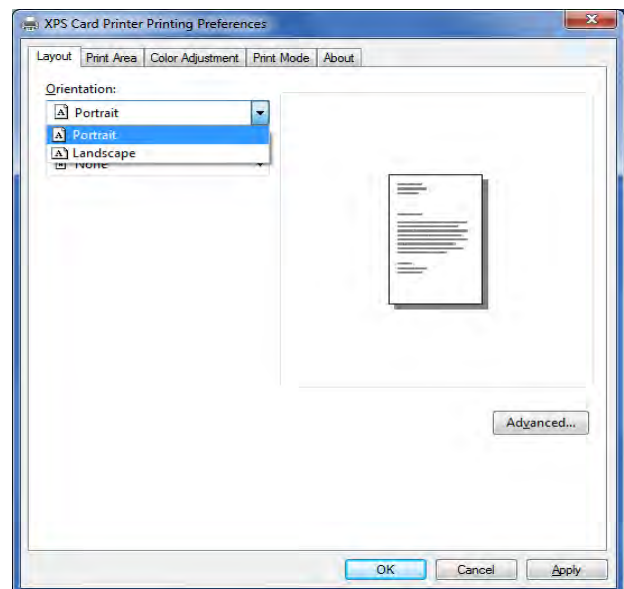 XPS Card Printer Printing Preferences
Layout Print Area Color Adjustment Print Mode About
Orientation:
A Portrait
A Portrait
A Landscape
None
Advanced...
OK Cancel Apply